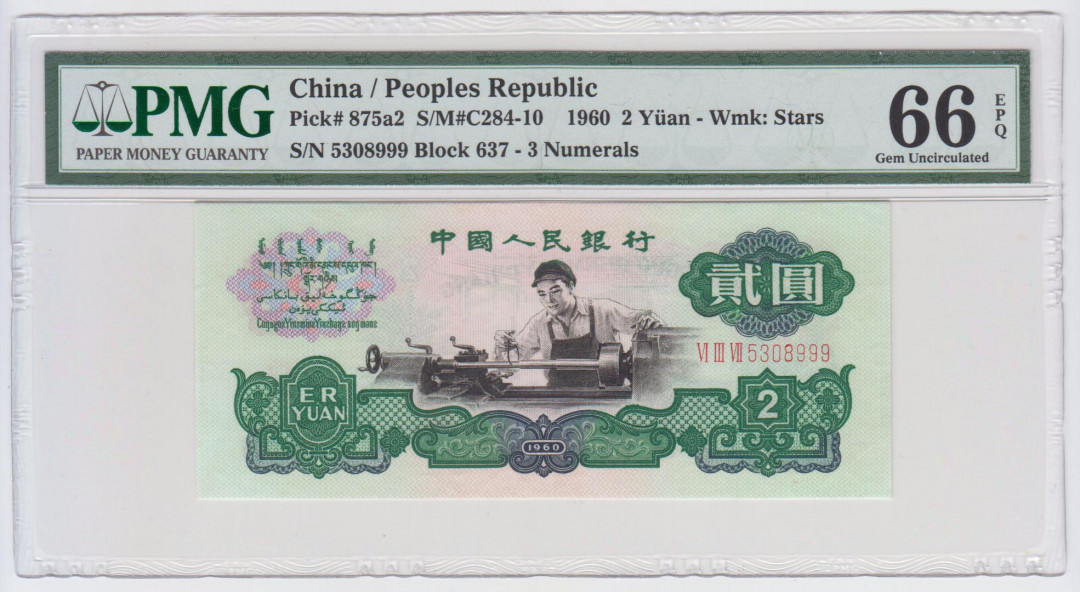 PMG
PAPER MONEY GUARANTY
China / Peoples Republic
Pick# 875a2 S/M#C284-10 1960 2 Yüan - Wmk: Stars
S/N 5308999 Block 637 - 3 Numerals
66
EPQ
Gem Uncirculated
中國人民銀行
貳圓
VI III VII 5308999
ER
YUAN
1960
2